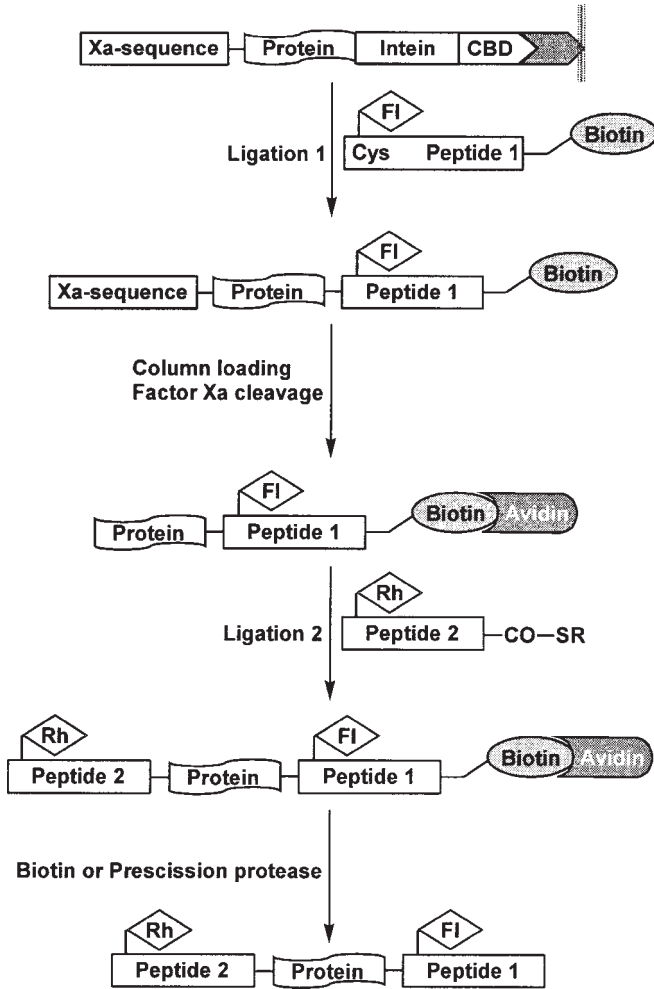 Xa-sequence Protein Intein CBD
Fl
Biotin
Ligation 1
Cys Peptide 1
Fl
Biotin
Xa-sequence Protein Peptide 1
Column loading
Factor Xa cleavage
Fl
Biotin Avidin
Protein Peptide 1
Rh
Ligation 2
Peptide 2 CO–SR
Rh Fl
Biotin Avidin
Peptide 2 Protein Peptide 1
Biotin or Prescission protease
Rh Fl
Peptide 2 Protein Peptide 1